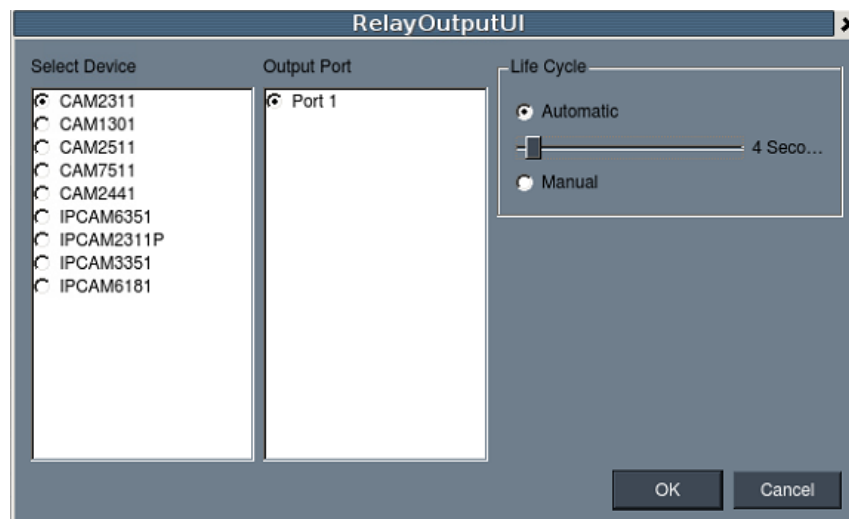 RelayOutputUI
Select Device
CAM2311
CAM1301
CAM2511
CAM7511
CAM2441
IPCAM6351
IPCAM2311P
IPCAM3351
IPCAM6181
Output Port
Port 1
Life Cycle
Automatic
4 Seco...
Manual
OK
Cancel